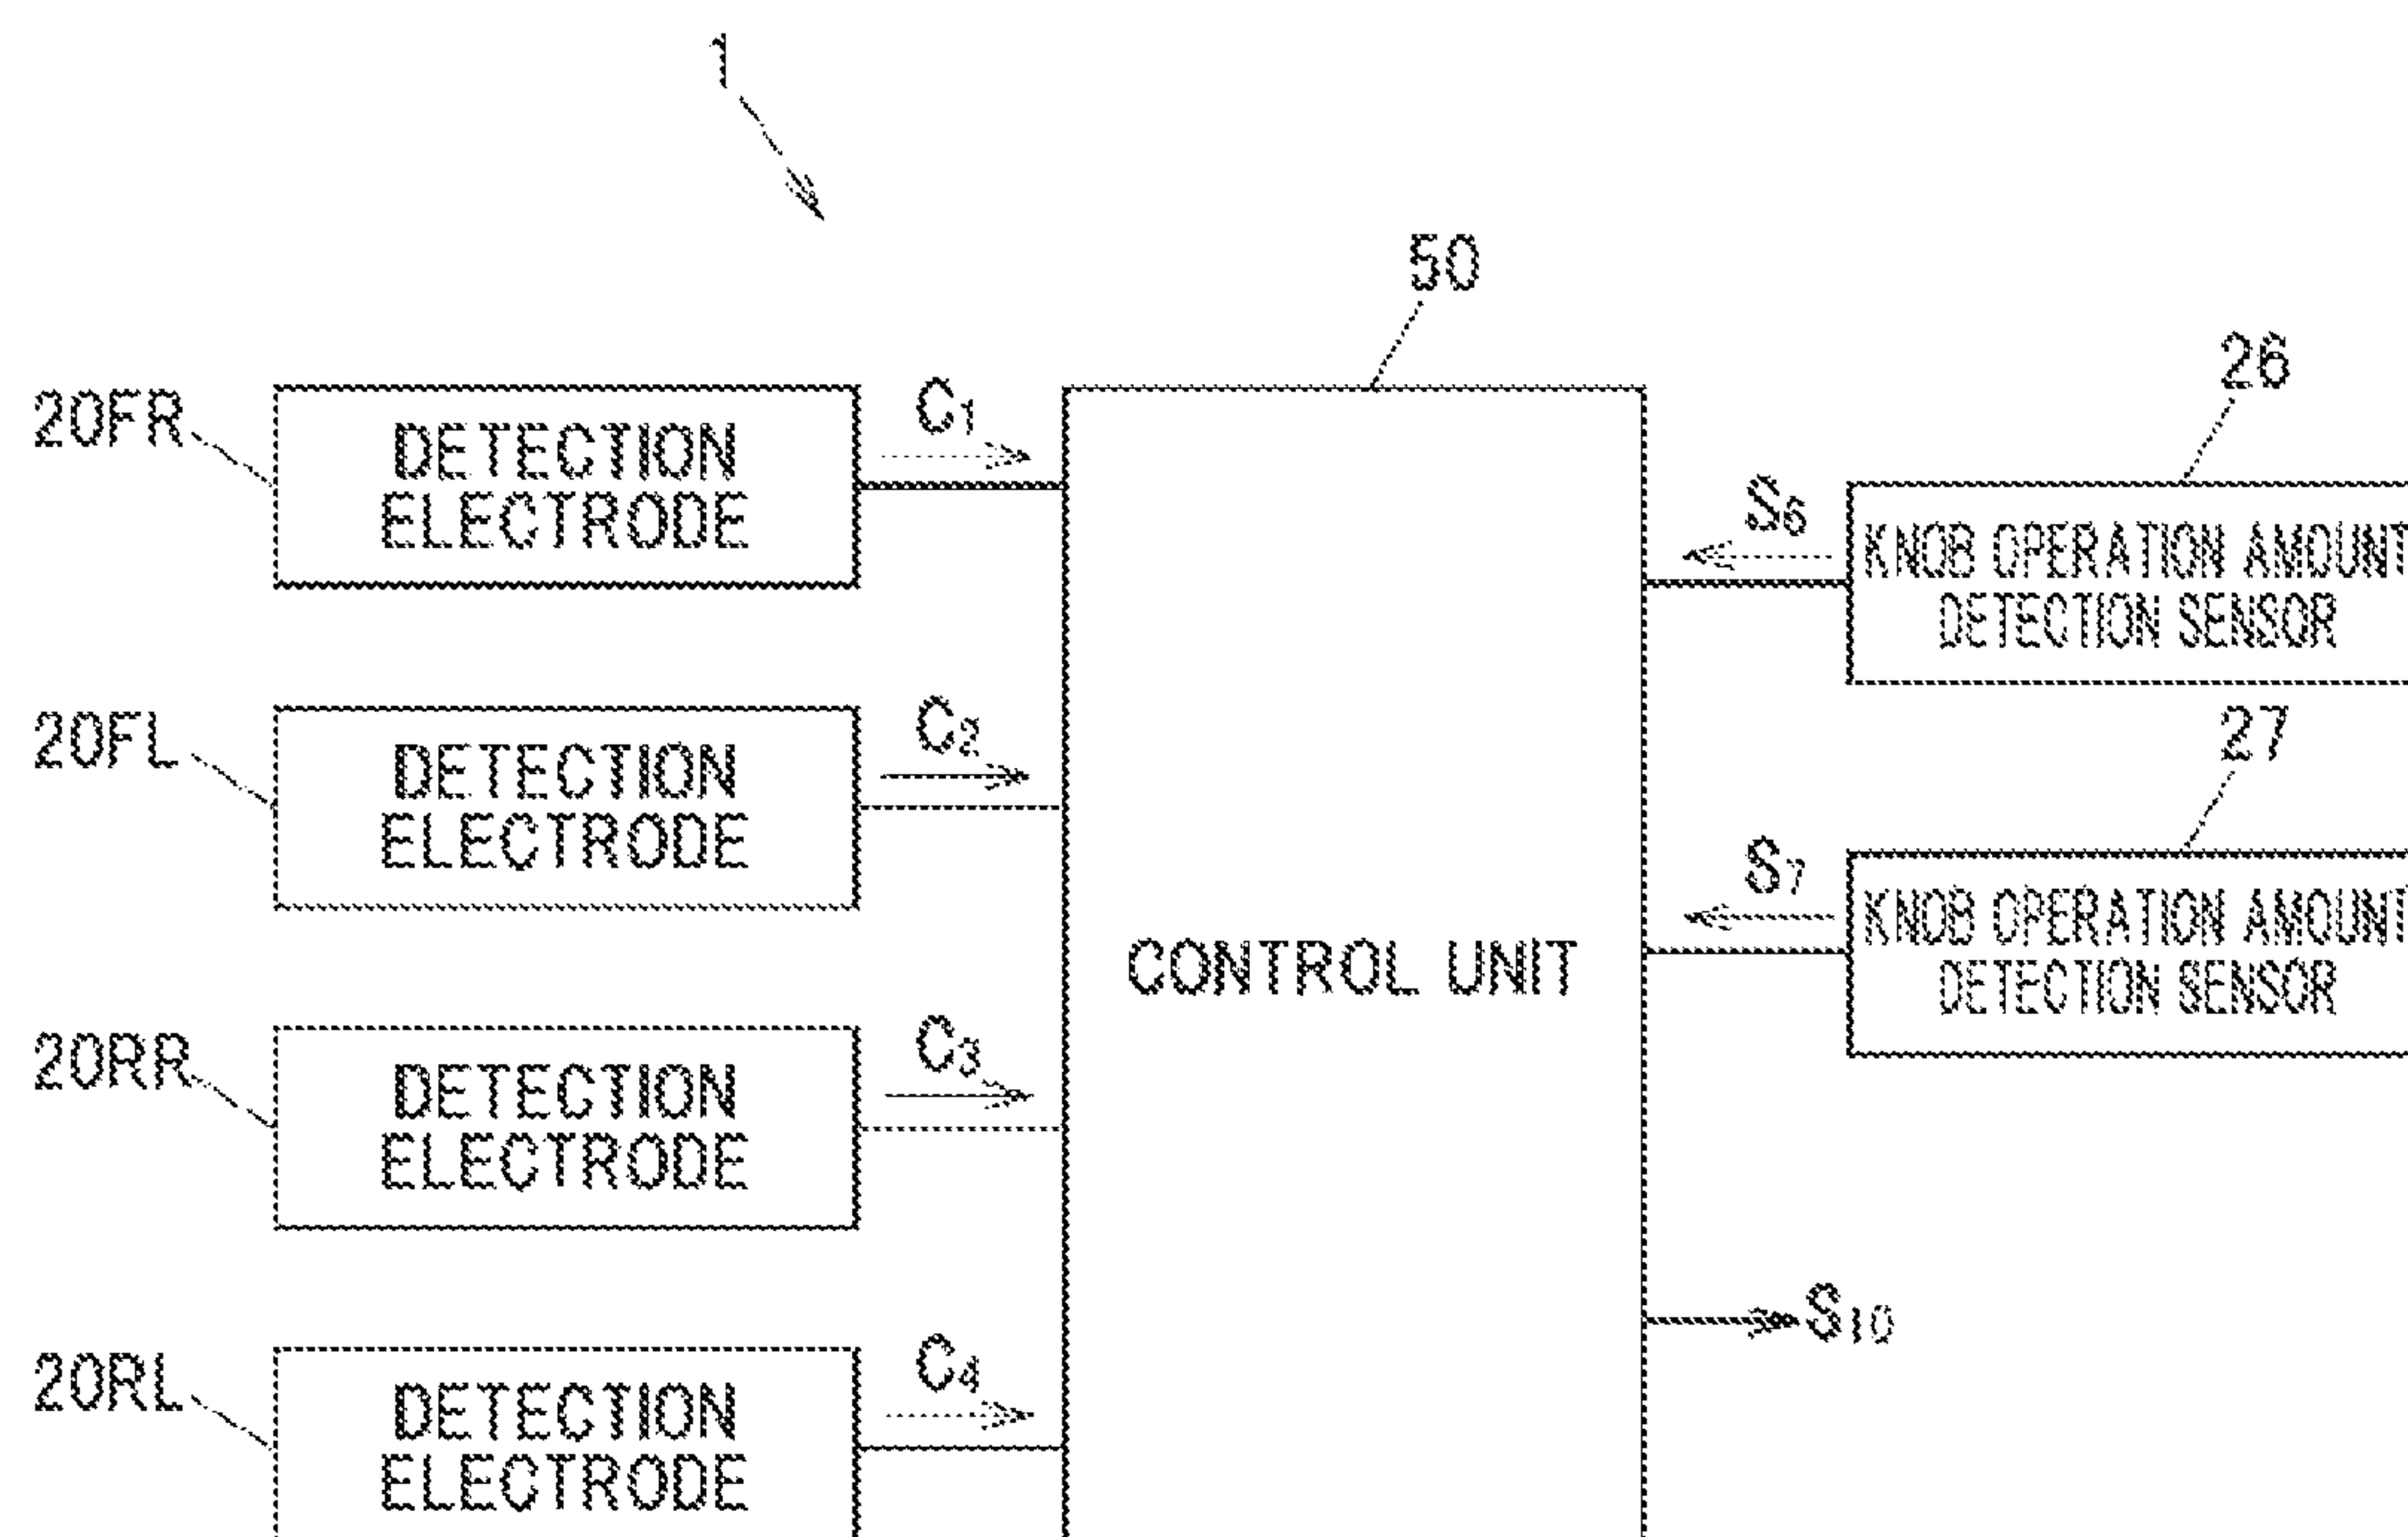 1
50
26
20FR
DETECTION
ELECTRODE
C1
S6
KNOB OPERATION AMOUNT
DETECTION SENSOR
20FL
DETECTION
ELECTRODE
C2
27
S7
KNOB OPERATION AMOUNT
DETECTION SENSOR
CONTROL UNIT
20RR
DETECTION
ELECTRODE
C3
S10
20RL
DETECTION
ELECTRODE
C4